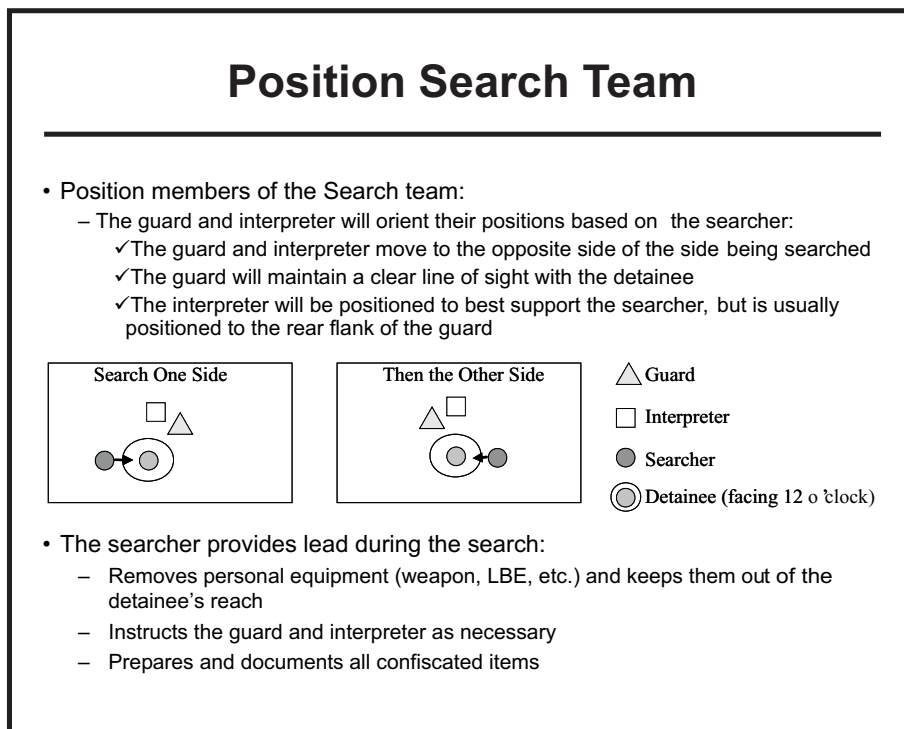 Position Search Team
• Position members of the Search team:
– The guard and interpreter will orient their positions based on the searcher:
✓The guard and interpreter move to the opposite side of the side being searched
✓The guard will maintain a clear line of sight with the detainee
✓The interpreter will be positioned to best support the searcher, but is usually
positioned to the rear flank of the guard
Search One Side
Then the Other Side
Guard
Interpreter
Searcher
Detainee (facing 12 o ’clock)
• The searcher provides lead during the search:
– Removes personal equipment (weapon, LBE, etc.) and keeps them out of the
detainee’s reach
– Instructs the guard and interpreter as necessary
– Prepares and documents all confiscated items